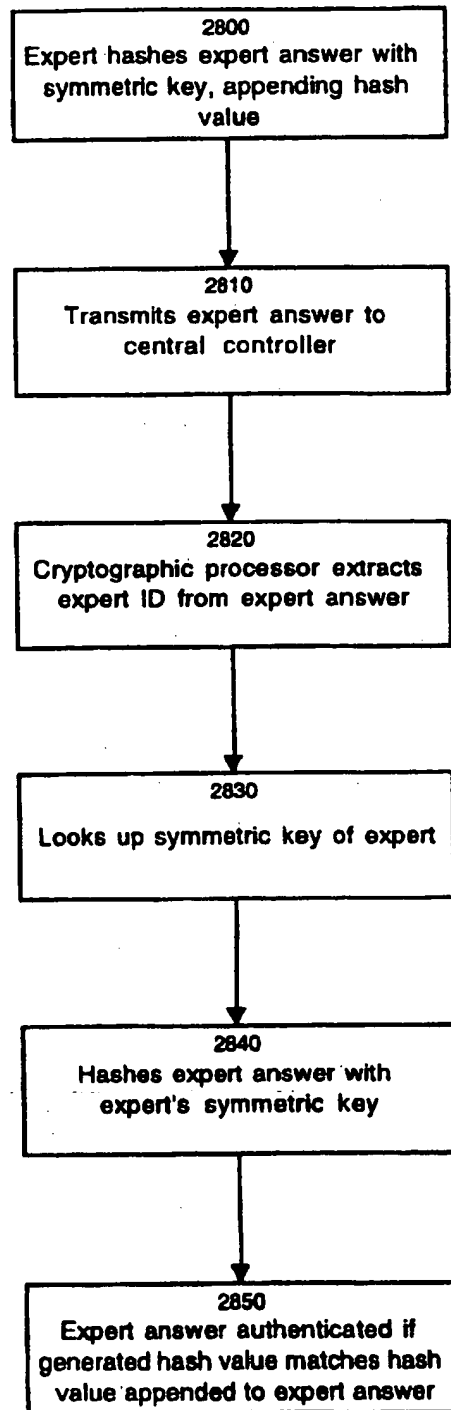 2800
Expert hashes expert answer with
symmetric key, appending hash
value
2810
Transmits expert answer to
central controller
2820
Cryptographic processor extracts
expert ID from expert answer
2830
Looks up symmetric key of expert
2840
Hashes expert answer with
expert's symmetric key
2850
Expert answer authenticated if
generated hash value matches hash
value appended to expert answer